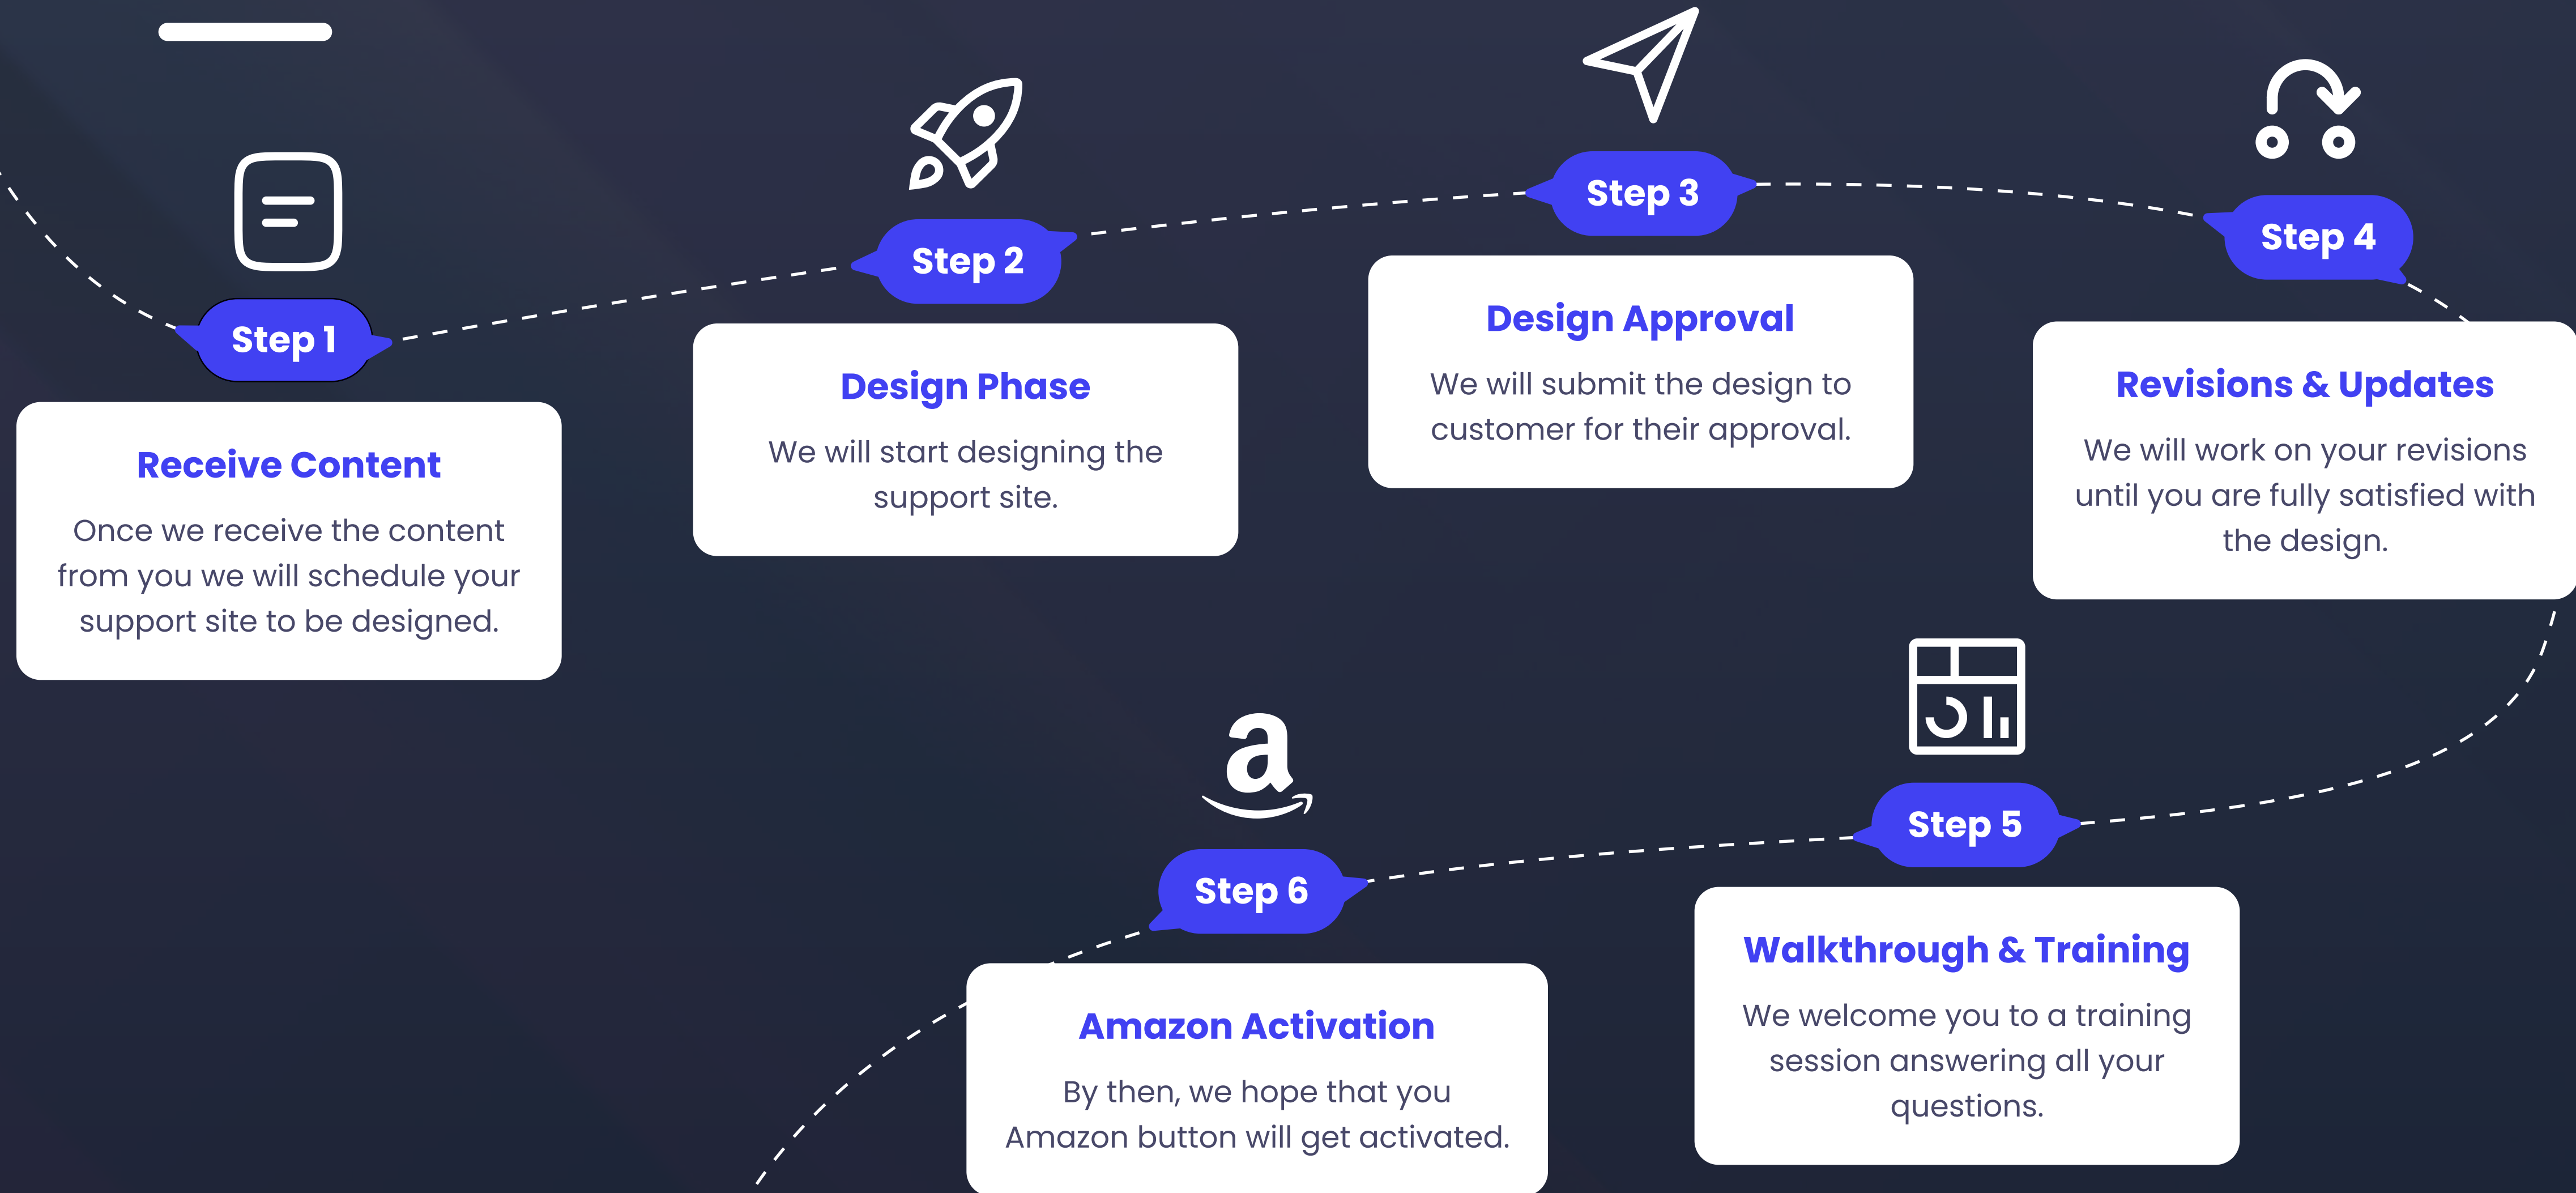 Step 1
Receive Content
Once we receive the content
from you we will schedule your
support site to be designed.
Step 2
Design Phase
We will start designing the
support site.
Step 3
Design Approval
We will submit the design to
customer for their approval.
Step 4
Revisions & Updates
We will work on your revisions
until you are fully satisfied with
the design.
Step 5
Walkthrough & Training
We welcome you to a training
session answering all your
questions.
Step 6
Amazon Activation
By then, we hope that you
Amazon button will get activated.